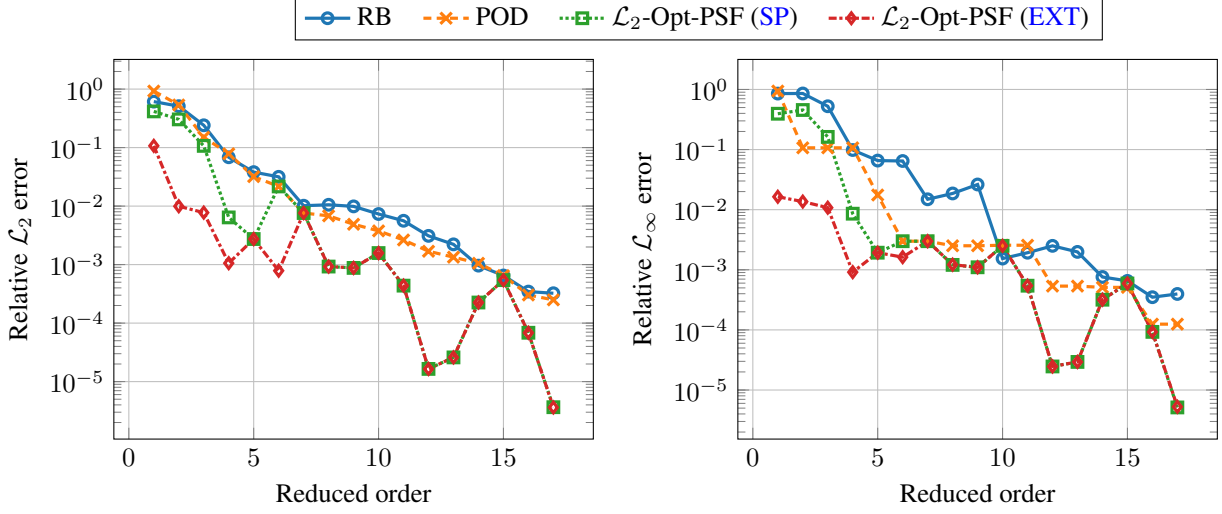 RB POD L₂-Opt-PSF (SP) L₂-Opt-PSF (EXT)
Relative L₂ error
10⁰
10⁻¹
10⁻²
10⁻³
10⁻⁴
10⁻⁵
0 5 10 15
Reduced order
Relative L∞ error
10⁰
10⁻¹
10⁻²
10⁻³
10⁻⁴
10⁻⁵
0 5 10 15
Reduced order